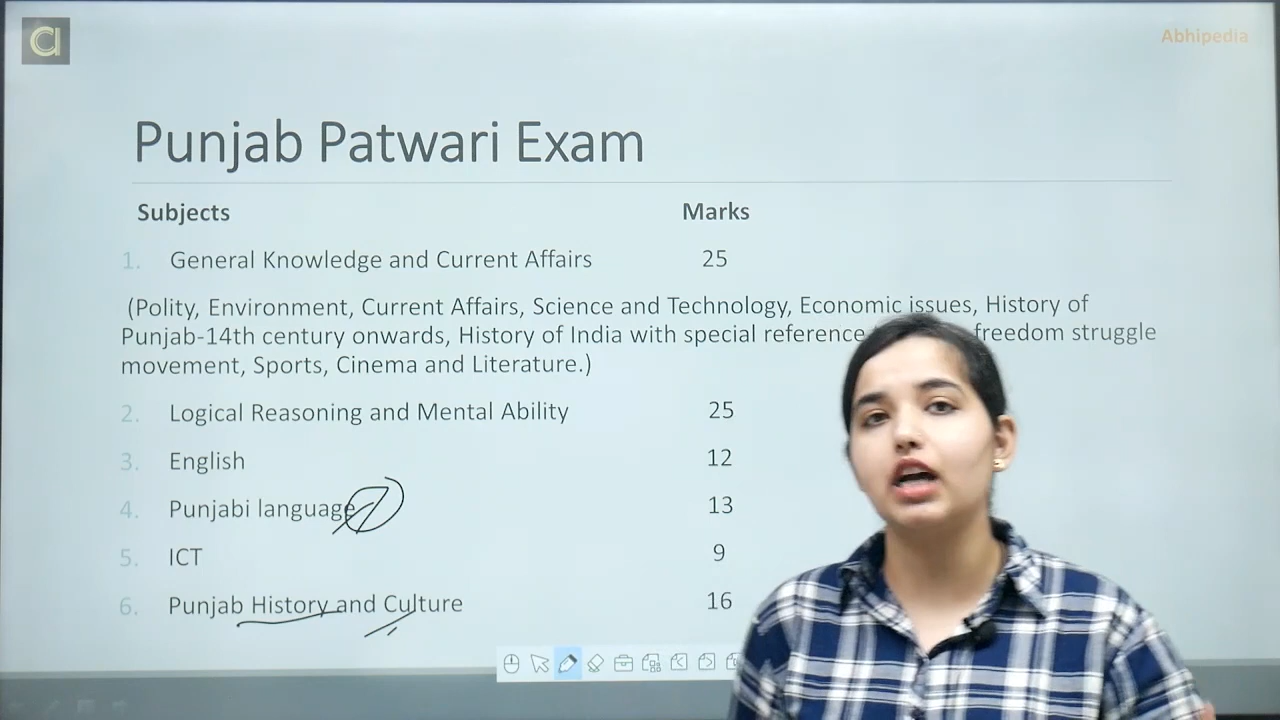 Abhipedia
Punjab Patwari Exam
Subjects Marks
1. General Knowledge and Current Affairs 25
(Polity, Environment, Current Affairs, Science and Technology, Economic issues, History of
Punjab-14th century onwards, History of India with special reference freedom struggle
movement, Sports, Cinema and Literature.)
2. Logical Reasoning and Mental Ability 25
3. English 12
4. Punjabi language 13
5. ICT 9
6. Punjab History and Culture 16